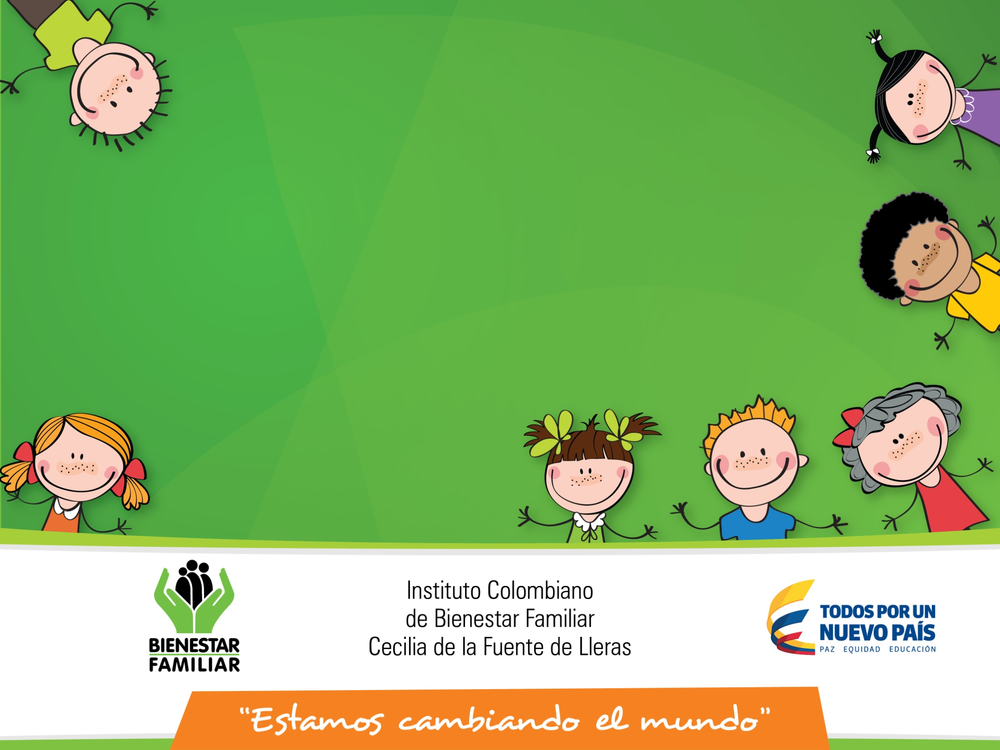 BIENESTAR
FAMILIAR
Instituto Colombiano
de Bienestar Familiar
Cecilia de la Fuente de Lleras
TODOS POR UN
NUEVO PAÍS
PAZ EQUIDAD EDUCACIÓN
“Estamos cambiando el mundo”